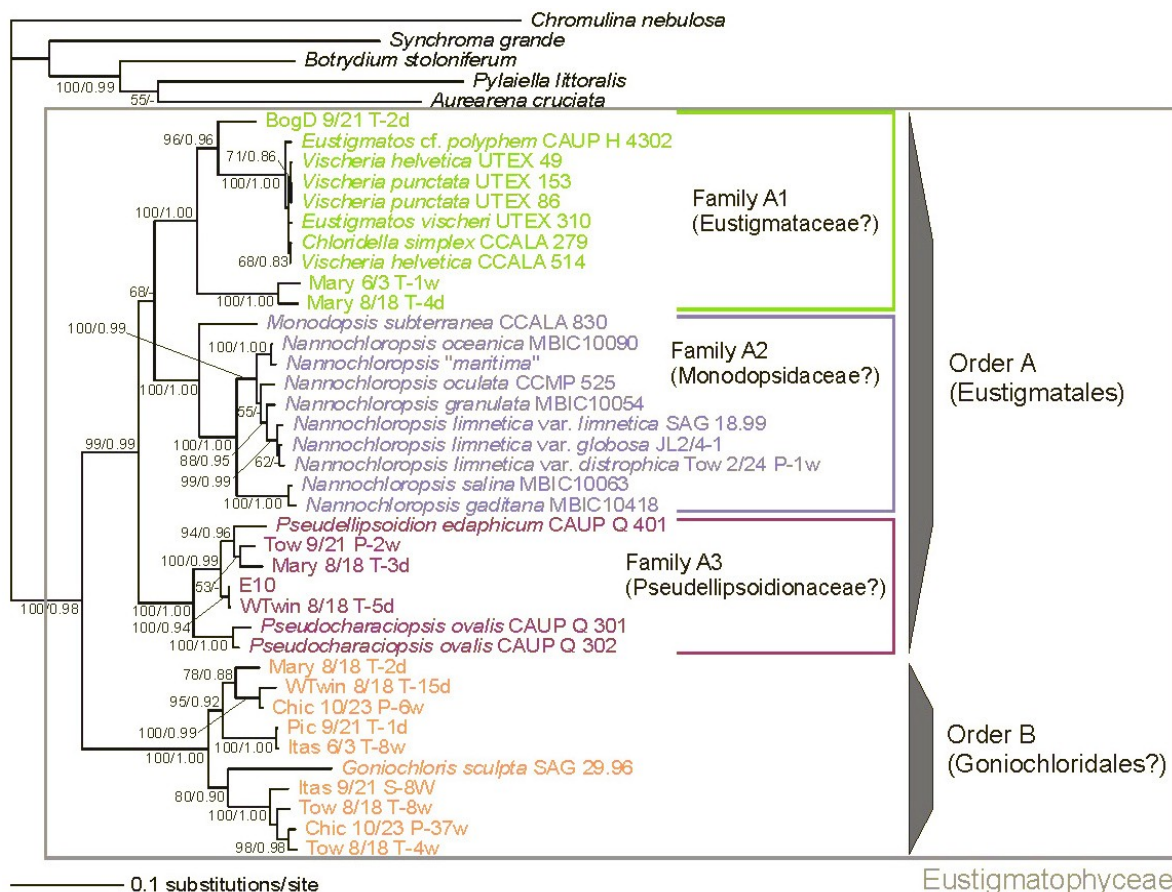 Chromulina nebulosa
Synchroma grande
Botrydium stoloniferum
100/0.99
Pylaiella littoralis
55/-
Aurearena cruciata
BogD 9/21 T-2d
96/0.96
Eustigmatos cf. polyphem CAUP H 4302
71/0.86
Vischeria helvetica UTEX 49
100/1.00
Vischeria punctata UTEX 153
Vischeria punctata UTEX 86
Eustigmatos vischeri UTEX 310
Chloridella simplex CCALA 279
68/0.83
Vischeria helvetica CCALA 514
100/1.00
Mary 6/3 T-1w
100/1.00
Mary 8/18 T-4d
Family A1
(Eustigmataceae?)
68/-
100/0.99
Monodopsis subterranea CCALA 830
100/1.00
Nannochloropsis oceanica MBIC10090
Nannochloropsis "maritima"
100/1.00
Nannochloropsis oculata CCMP 525
55/-
Nannochloropsis granulata MBIC10054
Nannochloropsis limnetica var. limnetica SAG 18.99
100/1.00
Nannochloropsis limnetica var. globosa JL2/4-1
88/0.95
62/-
Nannochloropsis limnetica var. distrophica Tow 2/24 P-1w
99/0.99
Nannochloropsis salina MBIC10063
100/1.00
Nannochloropsis gaditana MBIC10418
Family A2
(Monodopsidaceae?)
99/0.99
Pseudellipsoidion edaphicum CAUP Q 401
94/0.96
Tow 9/21 P-2w
100/0.99
Mary 8/18 T-3d
53/-
E10
WTwin 8/18 T-5d
100/0.98
100/1.00
100/0.94
Pseudocharaciopsis ovalis CAUP Q 301
100/1.00
Pseudocharaciopsis ovalis CAUP Q 302
Family A3
(Pseudellipsoidionaceae?)
Order A
(Eustigmatales)
78/0.88
Mary 8/18 T-2d
WTwin 8/18 T-15d
95/0.92
Chic 10/23 P-6w
100/0.99
Pic 9/21 T-1d
100/1.00
100/1.00
Itas 6/3 T-8w
Goniochloris sculpta SAG 29.96
80/0.90
Itas 9/21 S-8W
100/1.00
Tow 8/18 T-8w
Chic 10/23 P-37w
98/0.98
Tow 8/18 T-4w
Order B
(Goniochloridales?)
0.1 substitutions/site
Eustigmatophyceae